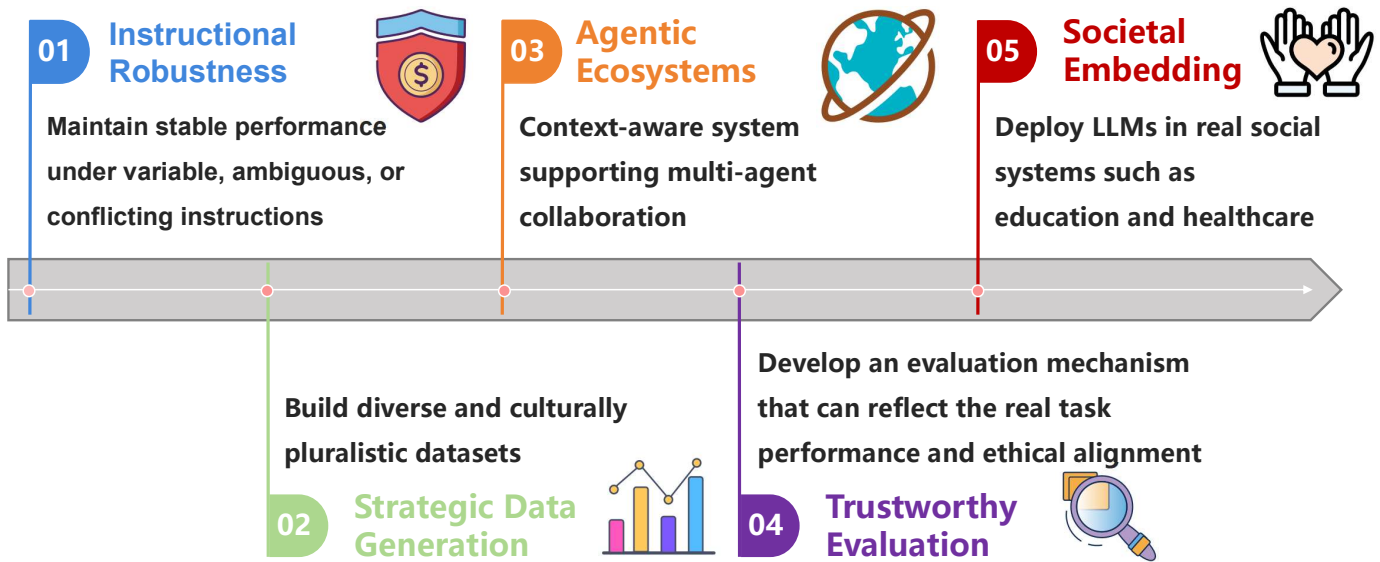 01
Instructional
Robustness
Maintain stable performance
under variable, ambiguous, or
conflicting instructions
$
03
Agentic
Ecosystems
Context-aware system
supporting multi-agent
collaboration
05
Societal
Embedding
Deploy LLMs in real social
systems such as
education and healthcare
Build diverse and culturally
pluralistic datasets
02
Strategic Data
Generation
Develop an evaluation mechanism
that can reflect the real task
performance and ethical alignment
04
Trustworthy
Evaluation